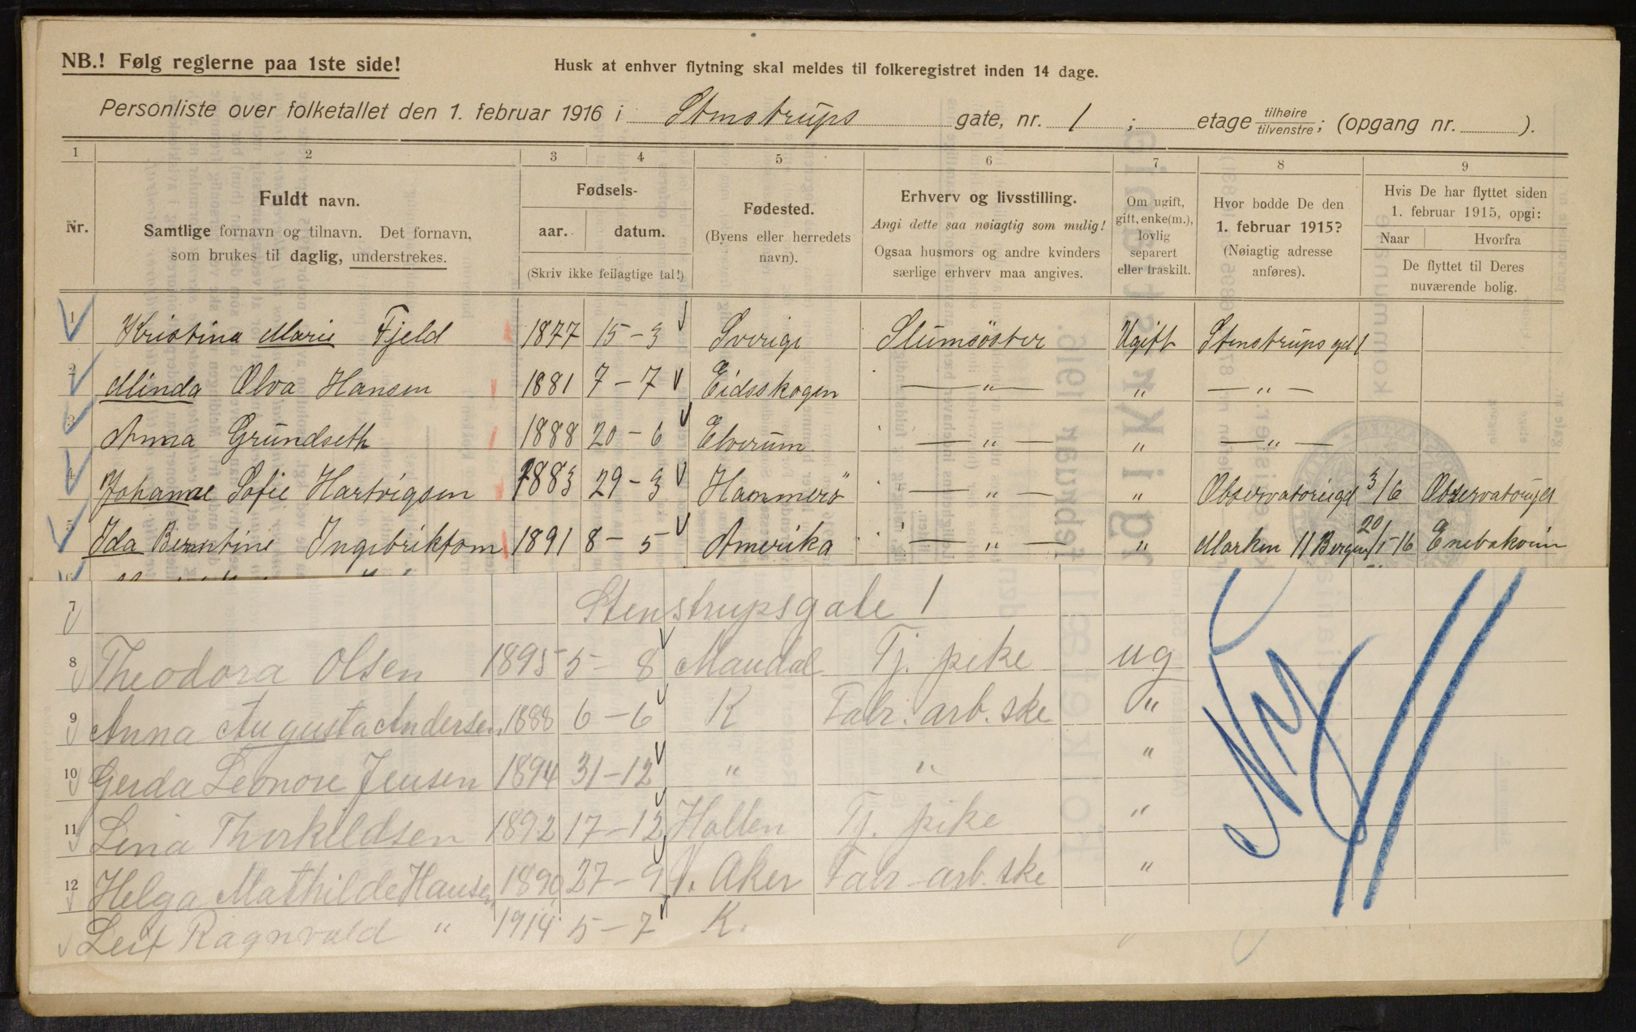 NB.! Følg reglerne paa 1ste side!
Husk at enhver flytning skal meldes til folkeregistret inden 14 dage.
Personliste over folketallet den 1. februar 1916 i Stenstrups gate, nr. 1 ; etage tilhøire tilvenstre ; (opgang nr. ).
1 2 3 4 5 6 7 8 9
Nr.
Fuldt navn.
Samtlige fornavn og tilnavn. Det fornavn,
som brukes til daglig, understrekes.
Fødsels-
aar. datum.
(Skriv ikke feilagtige tal!)
Fødested.
(Byens eller herredets
navn).
Erhverv og livsstilling.
Angi dette saa nøiagtig som mulig!
Ogsaa husmors og andre kvinders
særlige erhverv maa angives.
Om ugift,
gift, enke(m.),
lovlig
separert
eller fraskilt.
Hvor bodde De den
1. februar 1915?
(Nøiagtig adresse
anføres).
Hvis De har flyttet siden
1. februar 1915, opgi:
Naar Hvorfra
De flyttet til Deres
nuværende bolig.
1 Kristina Marie Fjeld 1877 15-3 Sverige Slumsöster Ugift Stenstrupsgt 1
2 Minda Olva Hansen 1881 7-7 Eidsskogen — „ — „ — „ —
3 Anna Grundseth 1888 20-6 Elverum — „ — „ — „ —
4 Johanne Sofie Hartvigsen 1883 29-3 Hammerö — „ — „ Observatoriegt 3/6 Observatoriegt
5 Ida Berntine Ingebriktsen 1891 8-5 Amerika — „ — „ Marken 11 Bergen 20/1-16 Enebakvein
7 Stenstrupsgate 1
8 Theodora Olsen 1895 5-8 Mandal Tj. pike ug
9 Anna Augusta Andersen 1888 6-6 K Fabr. arb. ske „
10 Gerda Leonore Jensen 1894 31-12 „ „ „
11 Lina Thorkildsen 1892 17-12 Holten Tj. pike „
12 Helga Mathilde Hansen 1890 27-9 V. Aker Fabr-arb. ske „
Leif Ragnvald „ 1914 5-7 K.
Ny